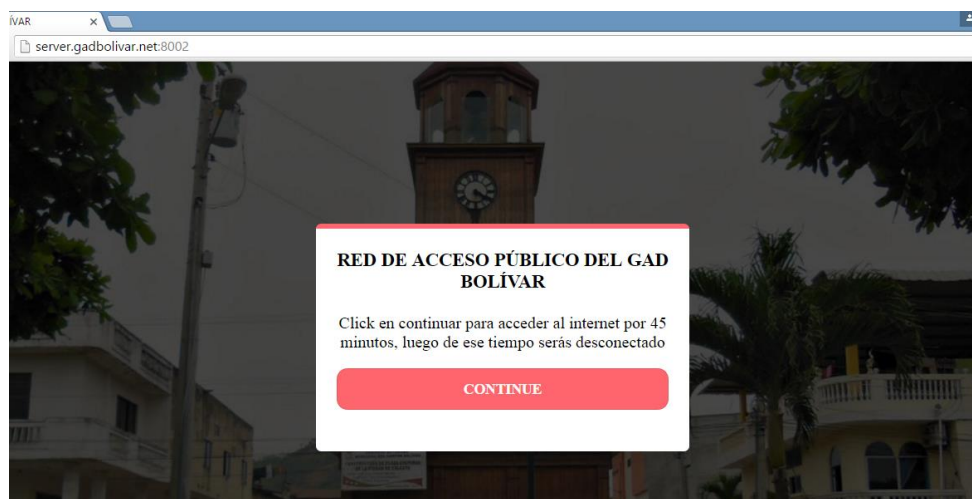 ÍVAR
server.gadbolivar.net:8002
RED DE ACCESO PÚBLICO DEL GAD
BOLÍVAR
Click en continuar para acceder al internet por 45
minutos, luego de ese tiempo serás desconectado
CONTINUE